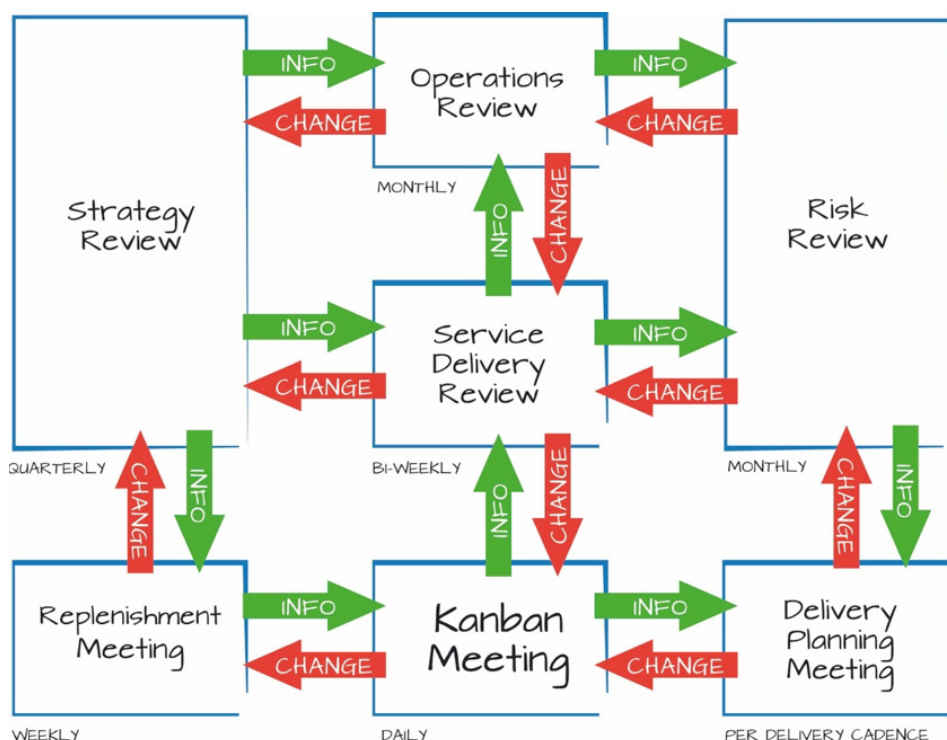 INFO
Operations
Review
INFO
CHANGE
CHANGE
MONTHLY
Strategy
Review
INFO
CHANGE
Risk
Review
INFO
Service
Delivery
Review
INFO
CHANGE
CHANGE
QUARTERLY
BI-WEEKLY
MONTHLY
CHANGE
INFO
INFO
CHANGE
CHANGE
INFO
Replenishment
Meeting
INFO
Kanban
Meeting
INFO
Delivery
Planning
Meeting
CHANGE
CHANGE
WEEKLY
DAILY
PER DELIVERY CADENCE